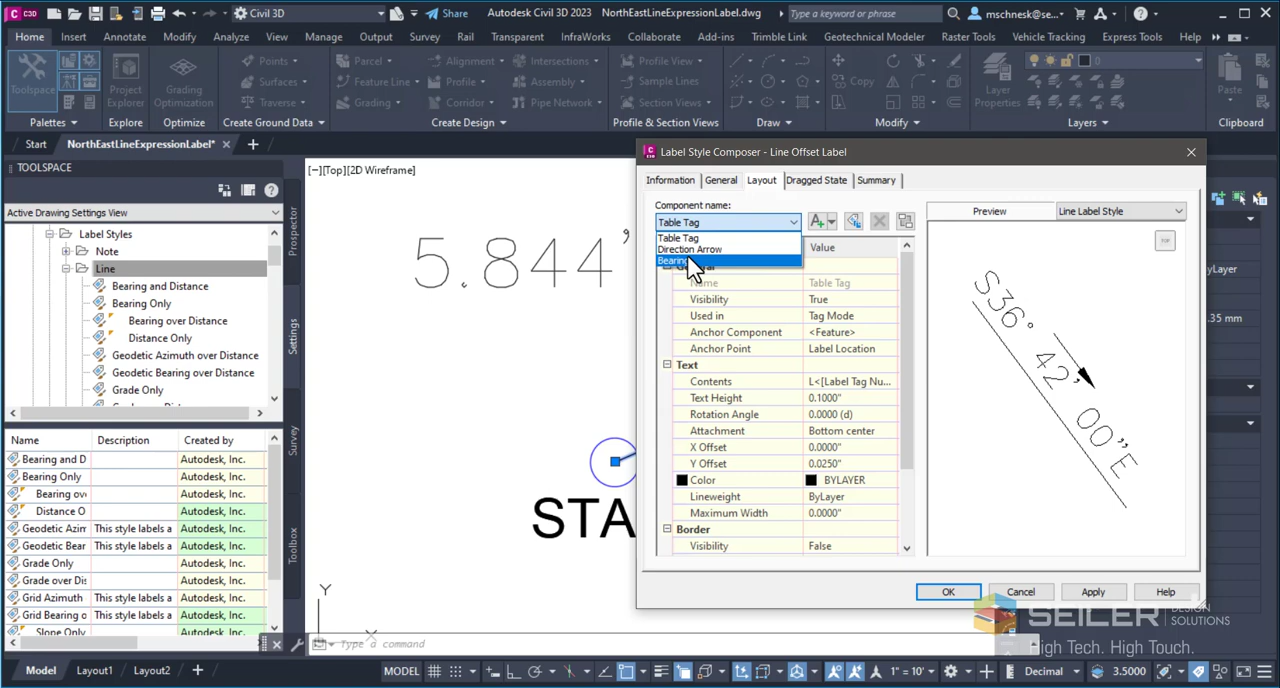 C3D Civil 3D Share Autodesk Civil 3D 2023 NorthEastLineExpressionLabel.dwg Type a keyword or phrase mschnesk@se...
Home Insert Annotate Modify Analyze View Manage Output Survey Rail Transparent InfraWorks Collaborate Add-ins Trimble Link Geotechnical Modeler Raster Tools Vehicle Tracking Express Tools Help
Parcel Alignment Intersections Profile View Points
Surfaces Feature Line Profile Assembly Sample Lines Copy
Toolspace Project Explorer Grading Optimization Traverse Grading Corridor Pipe Network Section Views Layer Properties Paste 0
Palettes Explore Optimize Create Ground Data Create Design Profile & Section Views Draw Modify Layers Clipboard
Start NorthEastLineExpressionLabel*
TOOLSPACE
[−][Top][2D Wireframe]
Active Drawing Settings View
Label Styles
Note
Line
Bearing and Distance
Bearing Only
Bearing over Distance
Distance Only
Geodetic Azimuth over Distance
Geodetic Bearing over Distance
Grade Only
Prospector
Settings
Survey
Toolbox
Name Description Created by
Bearing and D Autodesk, Inc.
Bearing Only Autodesk, Inc.
Bearing ov Autodesk, Inc.
Distance O Autodesk, Inc.
Geodetic Azim This style labels a Autodesk, Inc.
Geodetic Bear This style labels a Autodesk, Inc.
Grade Only Autodesk, Inc.
Grade over Dis Autodesk, Inc.
Grid Azimuth This style labels a Autodesk, Inc.
Grid Bearing o This style labels a Autodesk, Inc.
Slope Only Autodesk, Inc.
5.844'
STA
Y
X
Type a command
Label Style Composer - Line Offset Label
Information General Layout Dragged State Summary
Component name:
Table Tag
Table Tag
Direction Arrow
Bearing
Preview Line Label Style
TOP
Value
General
Name Table Tag
Visibility True
Used in Tag Mode
Anchor Component <Feature>
Anchor Point Label Location
Text
Contents L<[Label Tag Nu...
Text Height 0.1000"
Rotation Angle 0.0000 (d)
Attachment Bottom center
X Offset 0.0000"
Y Offset 0.0250"
Color BYLAYER
Lineweight ByLayer
Maximum Width 0.0000"
Border
Visibility False
S36° 42' 00"E
OK Cancel Apply Help
ByLayer
.35 mm
SEILER DESIGN SOLUTIONS
High Tech. High Touch.
Model Layout1 Layout2 + MODEL 1" = 10' Decimal 3.5000